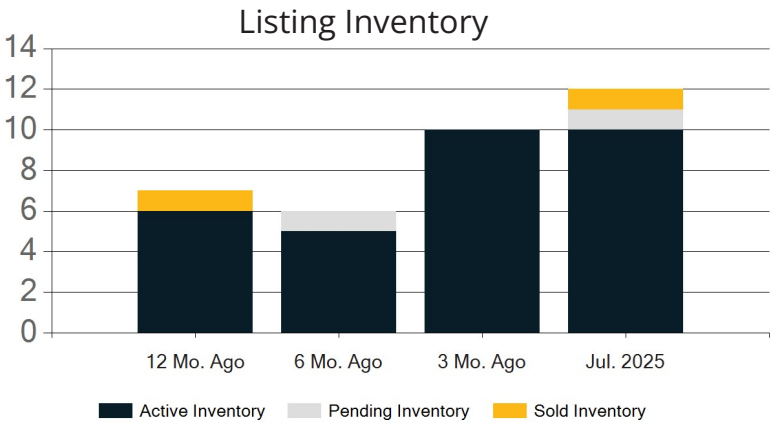 Listing Inventory
14
12
10
8
6
4
2
0
12 Mo. Ago 6 Mo. Ago 3 Mo. Ago Jul. 2025
Active Inventory Pending Inventory Sold Inventory